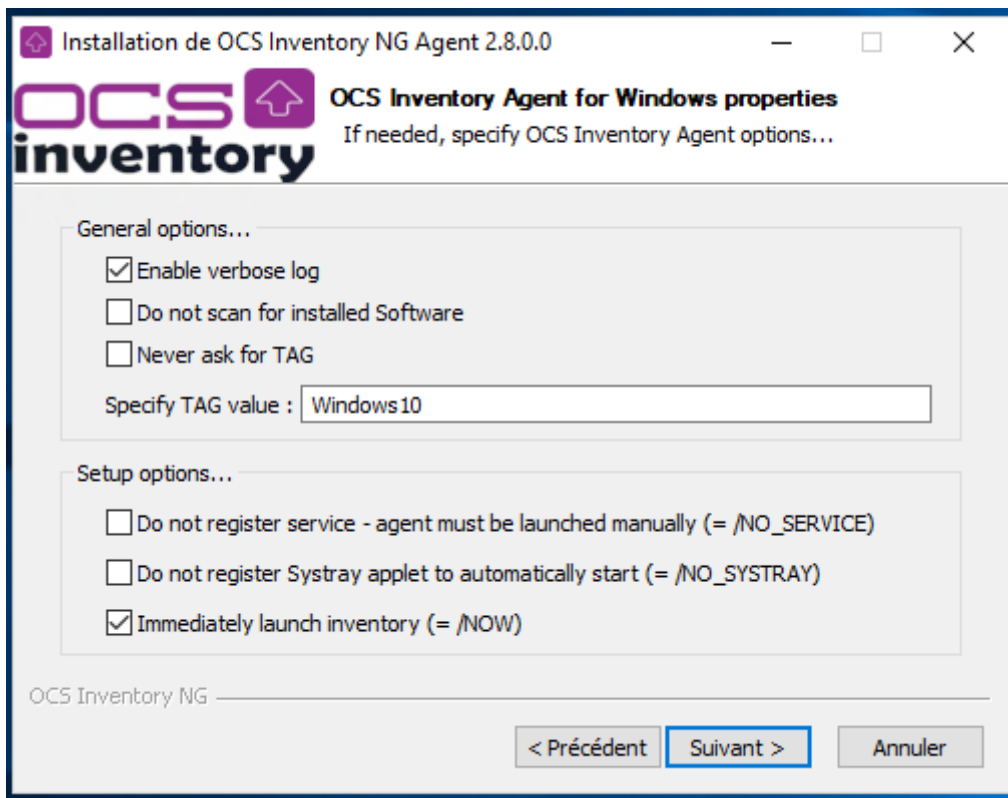 Installation de OCS Inventory NG Agent 2.8.0.0
OCS
inventory
OCS Inventory Agent for Windows properties
If needed, specify OCS Inventory Agent options...
General options...
Enable verbose log
Do not scan for installed Software
Never ask for TAG
Specify TAG value : Windows10
Setup options...
Do not register service - agent must be launched manually (= /NO_SERVICE)
Do not register Systray applet to automatically start (= /NO_SYSTRAY)
Immediately launch inventory (= /NOW)
OCS Inventory NG
< Précédent Suivant > Annuler